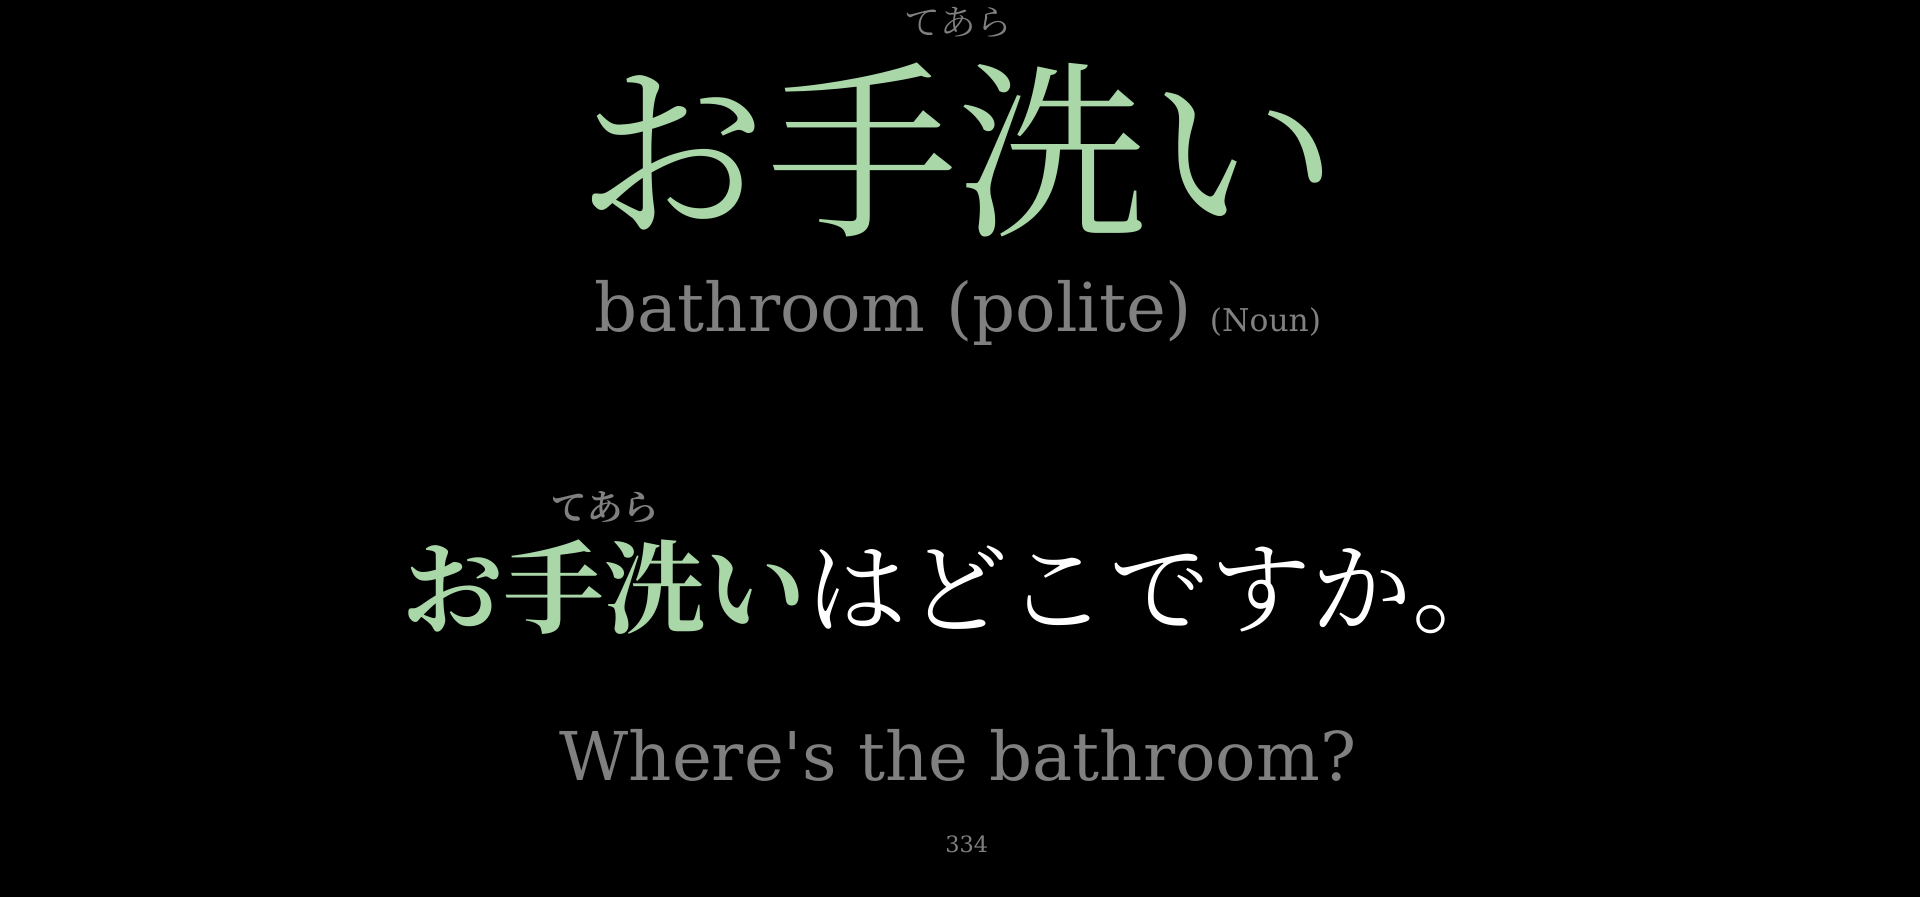 てあら
お手洗い
bathroom (polite) (Noun)
てあら
お手洗いはどこですか。
Where's the bathroom?
334